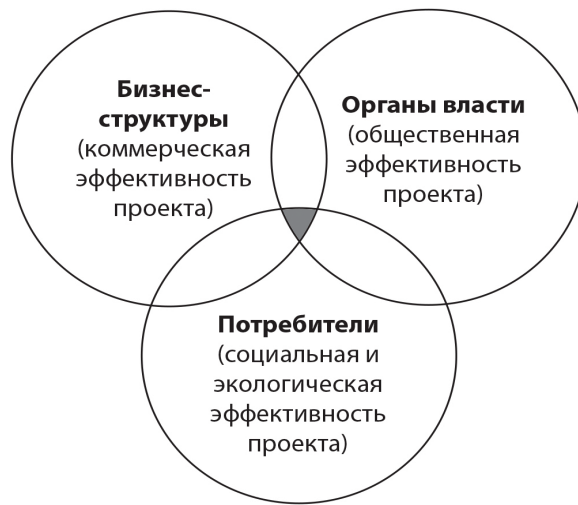 Бизнес-
структуры
(коммерческая
эффективность
проекта)
Органы власти
(общественная
эффективность
проекта)
Потребители
(социальная и
экологическая
эффективность
проекта)